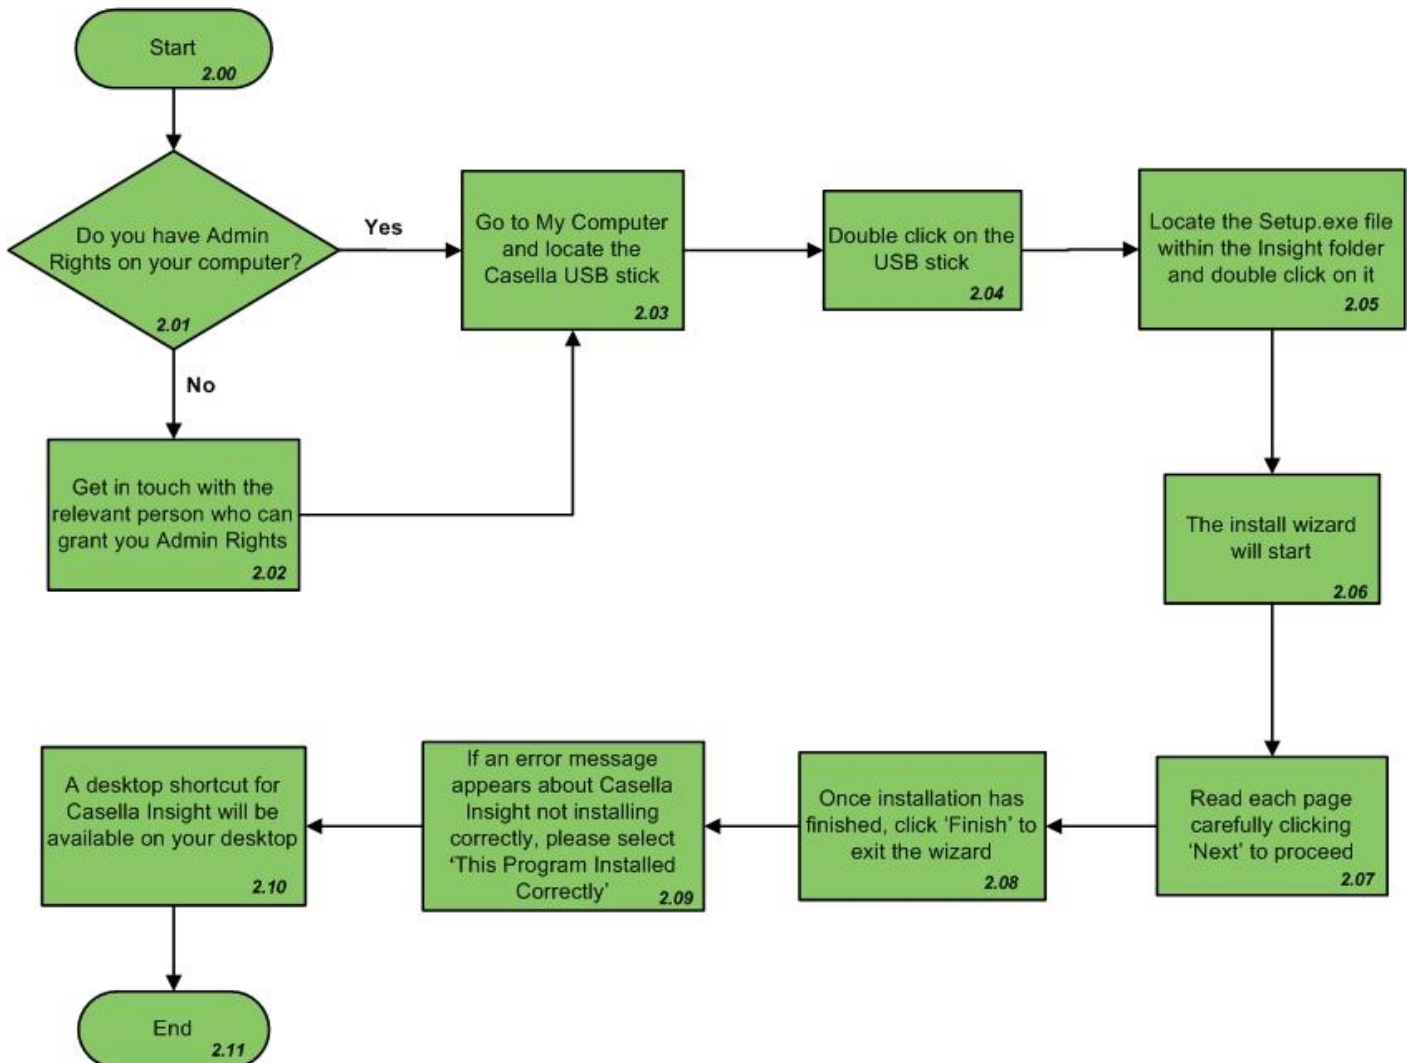 Start
2.00
Do you have Admin
Rights on your computer?
2.01
Yes
No
Get in touch with the
relevant person who can
grant you Admin Rights
2.02
Go to My Computer
and locate the
Casella USB stick
2.03
Double click on the
USB stick
2.04
Locate the Setup.exe file
within the Insight folder
and double click on it
2.05
The install wizard
will start
2.06
Read each page
carefully clicking
‘Next’ to proceed
2.07
Once installation has
finished, click ‘Finish’ to
exit the wizard
2.08
If an error message
appears about Casella
Insight not installing
correctly, please select
‘This Program Installed
Correctly’
2.09
A desktop shortcut for
Casella Insight will be
available on your desktop
2.10
End
2.11